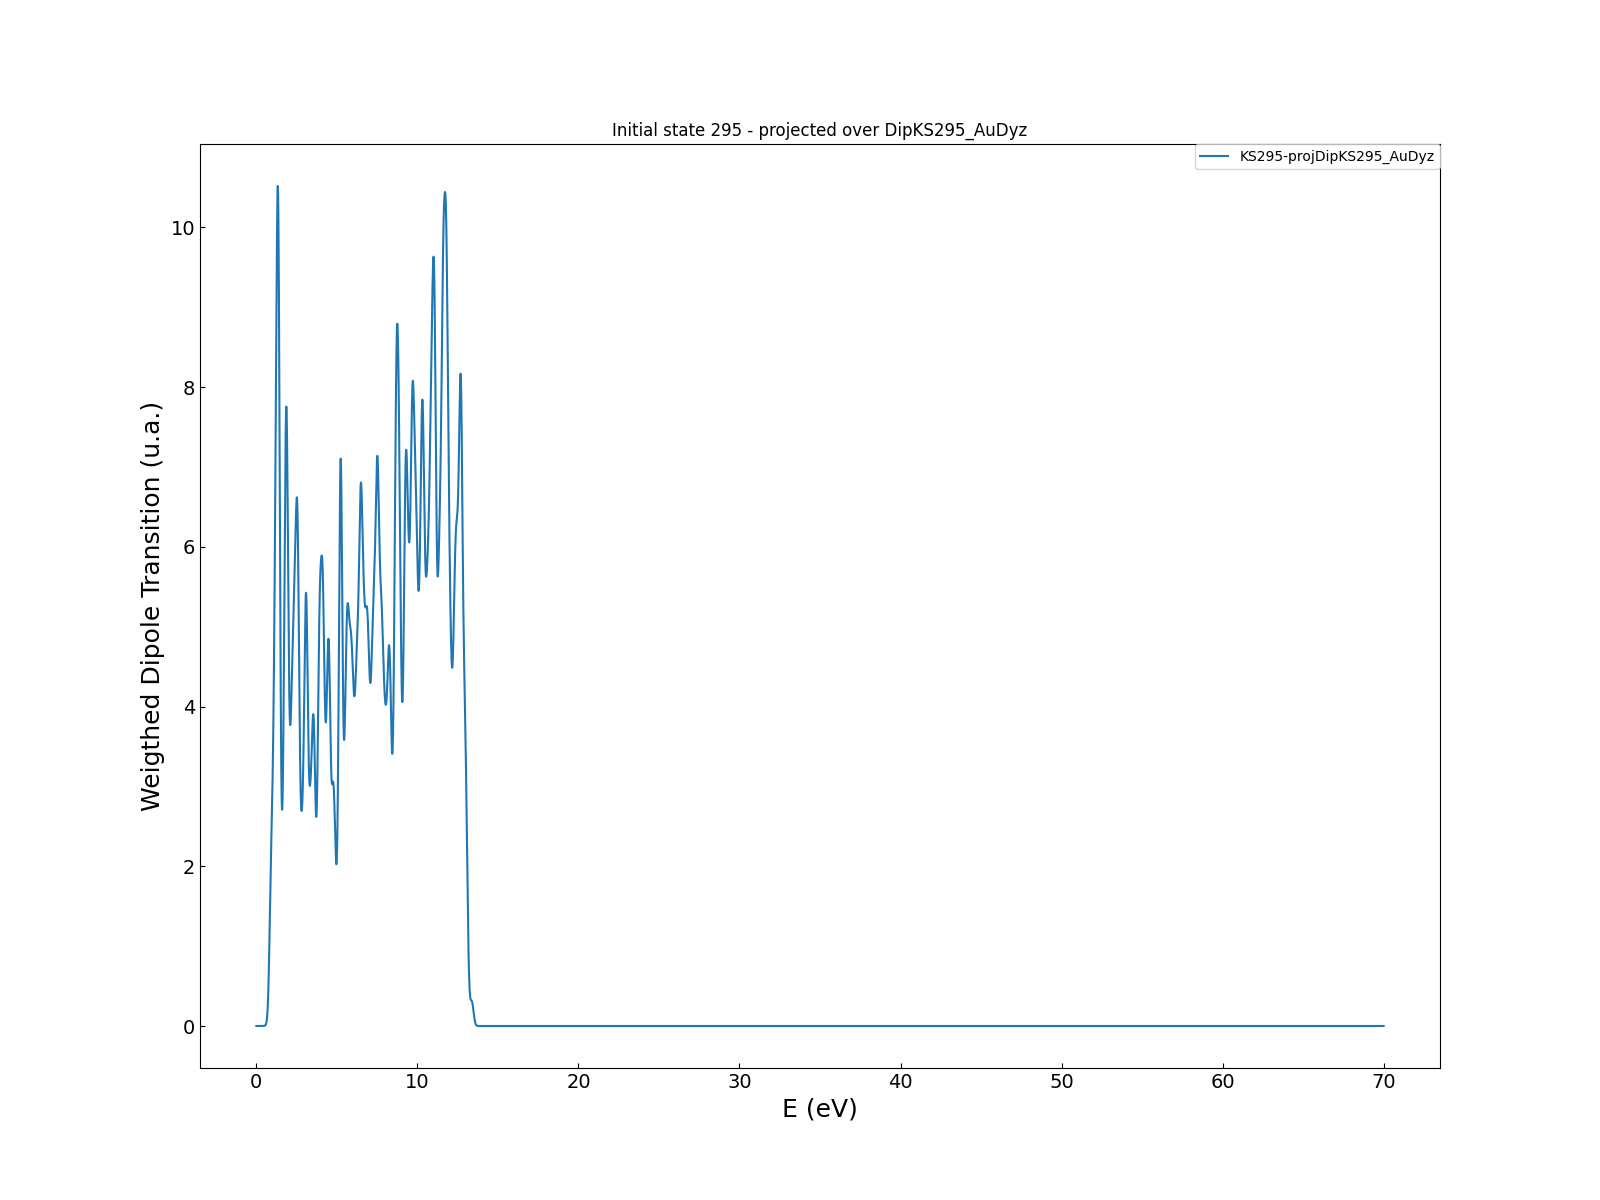 Initial state 295 - projected over DipKS295_AuDyz
KS295-projDipKS295_AuDyz
Weigthed Dipole Transition (u.a.)
10
8
6
4
2
0
0 10 20 30 40 50 60 70
E (eV)